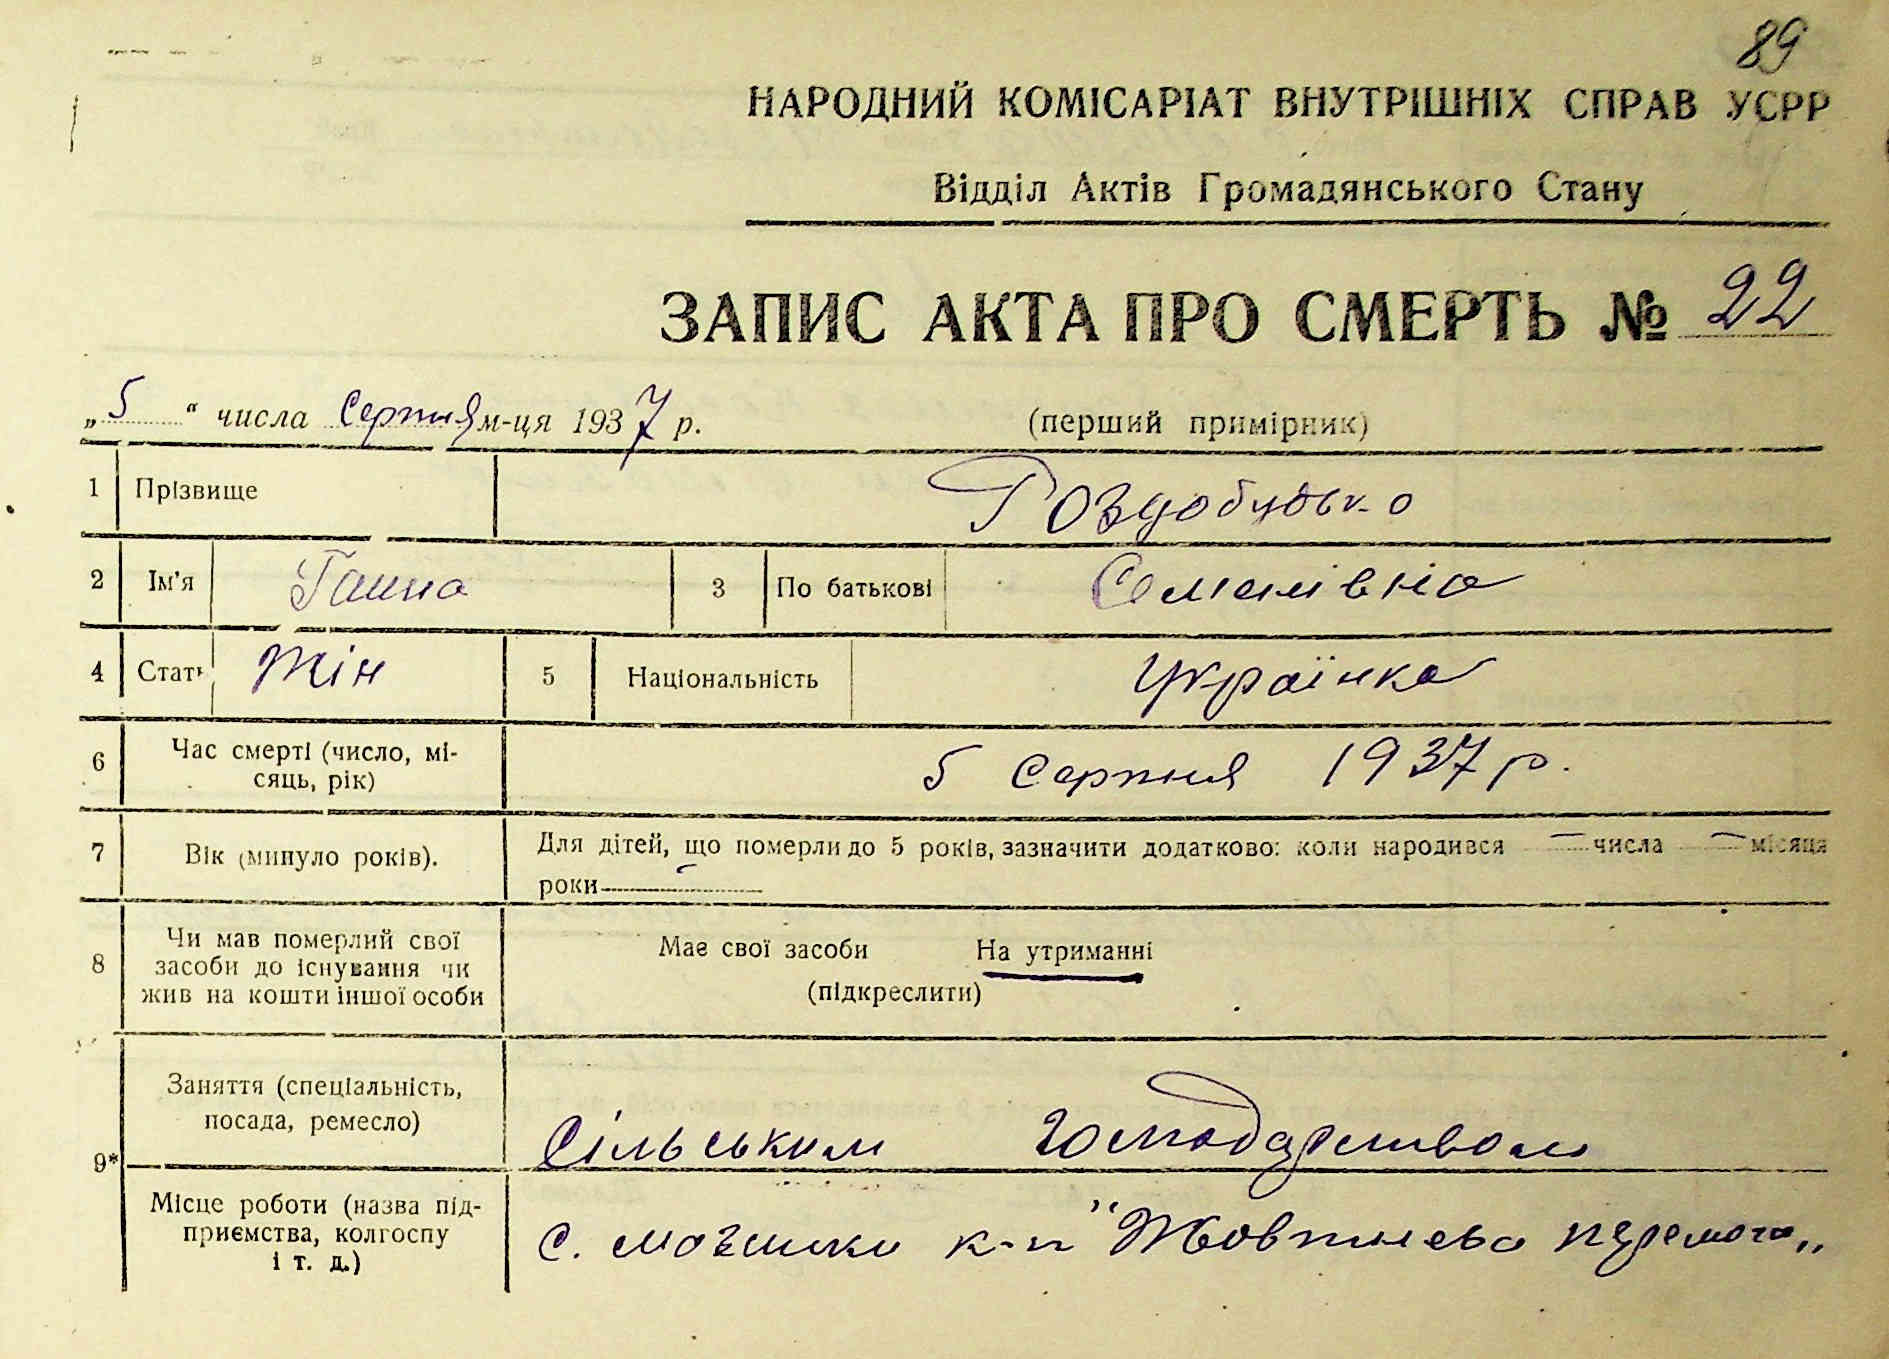 89
НАРОДНИЙ КОМІСАРІАТ ВНУТРІШНІХ СПРАВ УСРР
Відділ Актів Громадянського Стану
ЗАПИС АКТА ПРО СМЕРТЬ № 22
„5“ числа Серпня м-ця 1937 р. (перший примірник)
1 Прізвище Роздобудько
2 Ім'я Ганна 3 По батькові Семенівна
4 Стать Жін 5 Національність Українка
6 Час смерті (число, мі-
сяць, рік) 5 Серпня 1937 р.
7 Вік (минуло років). Для дітей, що померли до 5 років, зазначити додатково: коли народився — числа — місяця
роки —
8 Чи мав померлий свої
засоби до існування чи
жив на кошти іншої особи
Має свої засоби На утриманні
(підкреслити)
9* Заняття (спеціальність,
посада, ремесло) Сільським господарством
Місце роботи (назва під-
приємства, колгоспу
і т. д.) с. к-п "Жовтнева перемога„